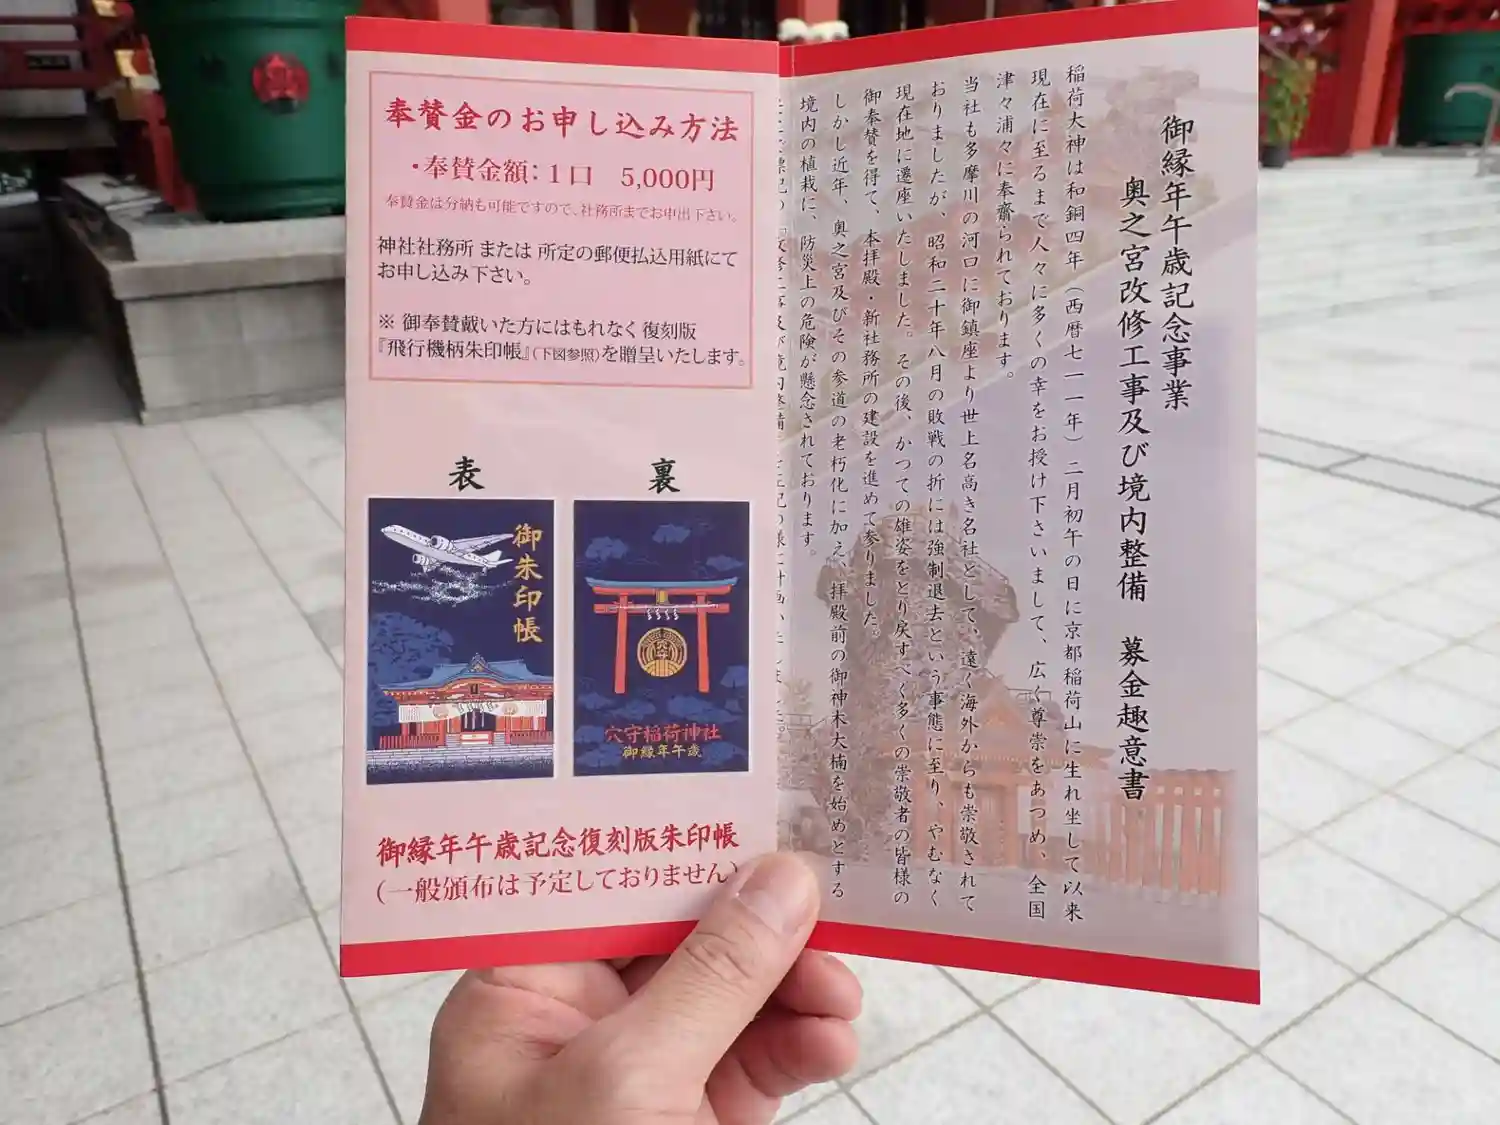 奉賛金のお申し込み方法
・奉賛金額：1口　5,000円
奉賛金は分納も可能ですので、社務所までお申出下さい。
神社社務所 または 所定の郵便払込用紙にて
お申し込み下さい。
※ 御奉賛戴いた方にはもれなく 復刻版
『飛行機柄朱印帳』（下図参照）を贈呈いたします。
表
裏
御朱印帳
穴守稲荷神社
御縁年午歳
御縁年午歳記念復刻版朱印帳
（一般頒布は予定しておりません）
御縁年午歳記念事業
奥之宮改修工事及び境内整備　募金趣意書
稲荷大神は和銅四年（西暦七一一年）二月初午の日に京都稲荷山に生れ坐して以来
現在に至るまで人々に多くの幸をお授け下さいまして、広く尊崇をあつめ、全国
津々浦々に奉齋られております。
当社も多摩川の河口に御鎮座より世上名高き名社として、遠く海外からも崇敬されて
おりましたが、昭和二十年八月の敗戦の折には強制退去という事態に至り、やむなく
現在地に遷座いたしました。その後、かつての雄姿をとり戻すべく多くの崇敬者の皆様の
御奉賛を得て、本拝殿・新社務所の建設を進めて参りました。
しかし近年、奥之宮及びその参道の老朽化に加え、拝殿前の御神木大楠を始めとする
境内の植栽に、防災上の危険が懸念されております。